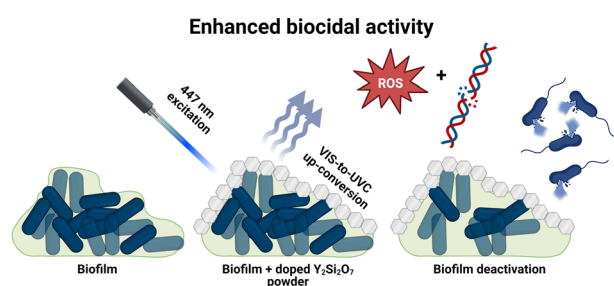 Enhanced biocidal activity
447 nm
excitation
VIS-to-UVC
up-conversion
ROS
+
Biofilm
Biofilm + doped Y₂Si₂O₇
powder
Biofilm deactivation